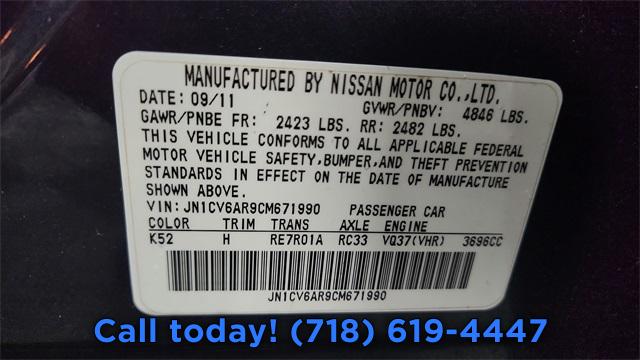 MANUFACTURED BY NISSAN MOTOR CO.,LTD.
DATE: 09/11 GVWR/PNBV: 4846 LBS.
GAWR/PNBE FR: 2423 LBS. RR: 2482 LBS.
THIS VEHICLE CONFORMS TO ALL APPLICABLE FEDERAL
MOTOR VEHICLE SAFETY,BUMPER,AND THEFT PREVENTION
STANDARDS IN EFFECT ON THE DATE OF MANUFACTURE
SHOWN ABOVE.
VIN: JN1CV6AR9CM671990 PASSENGER CAR
COLOR TRIM TRANS AXLE ENGINE
K52 H RE7R01A RC33 VQ37(VHR) 3696CC
JN1CV6AR9CM671990
Call today! (718) 619-4447